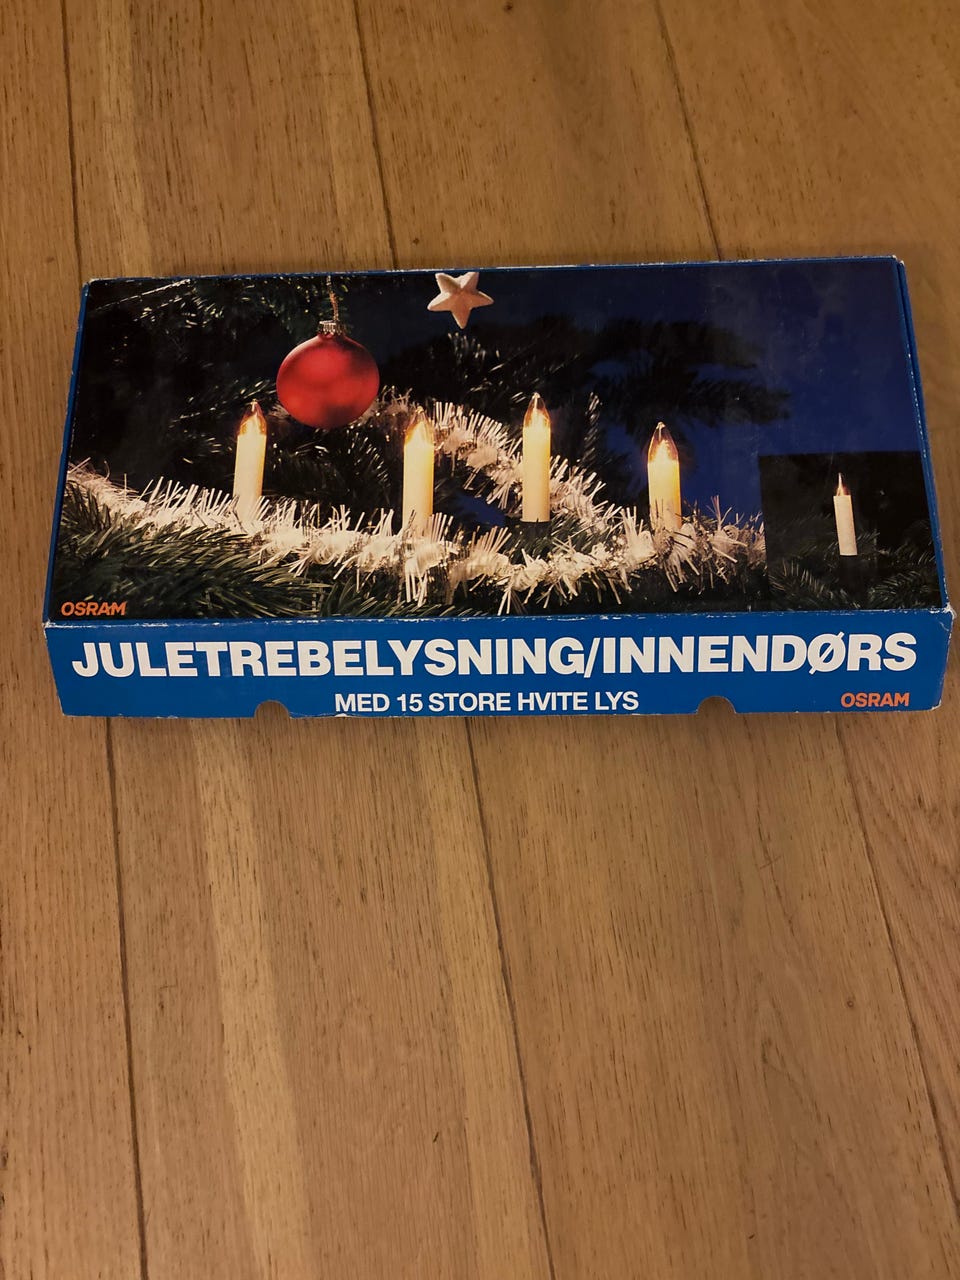 OSRAM
JULETREBELYSNING/INNENDØRS
MED 15 STORE HVITE LYS
OSRAM